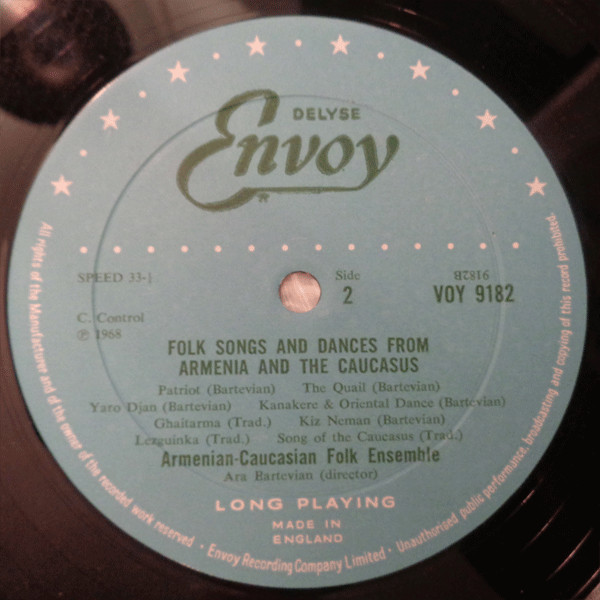 DELYSE
Envoy
SPEED 33-⅓
Side
2
9182B
VOY 9182
C. Control
℗ 1968
FOLK SONGS AND DANCES FROM
ARMENIA AND THE CAUCASUS
Patriot (Bartevian) The Quail (Bartevian)
Yaro Djan (Bartevian) Kanakere & Oriental Dance (Bartevian)
Ghaitarma (Trad.) Kiz Neman (Bartevian)
Lezguinka (Trad.) Song of the Caucasus (Trad.)
Armenian-Caucasian Folk Ensemble
Ara Bartevian (director)
LONG PLAYING
MADE IN
ENGLAND
All rights of the Manufacturer and of the owner of the recorded work reserved · Envoy Recording Company Limited · Unauthorised public performance, broadcasting and copying of this record prohibited.